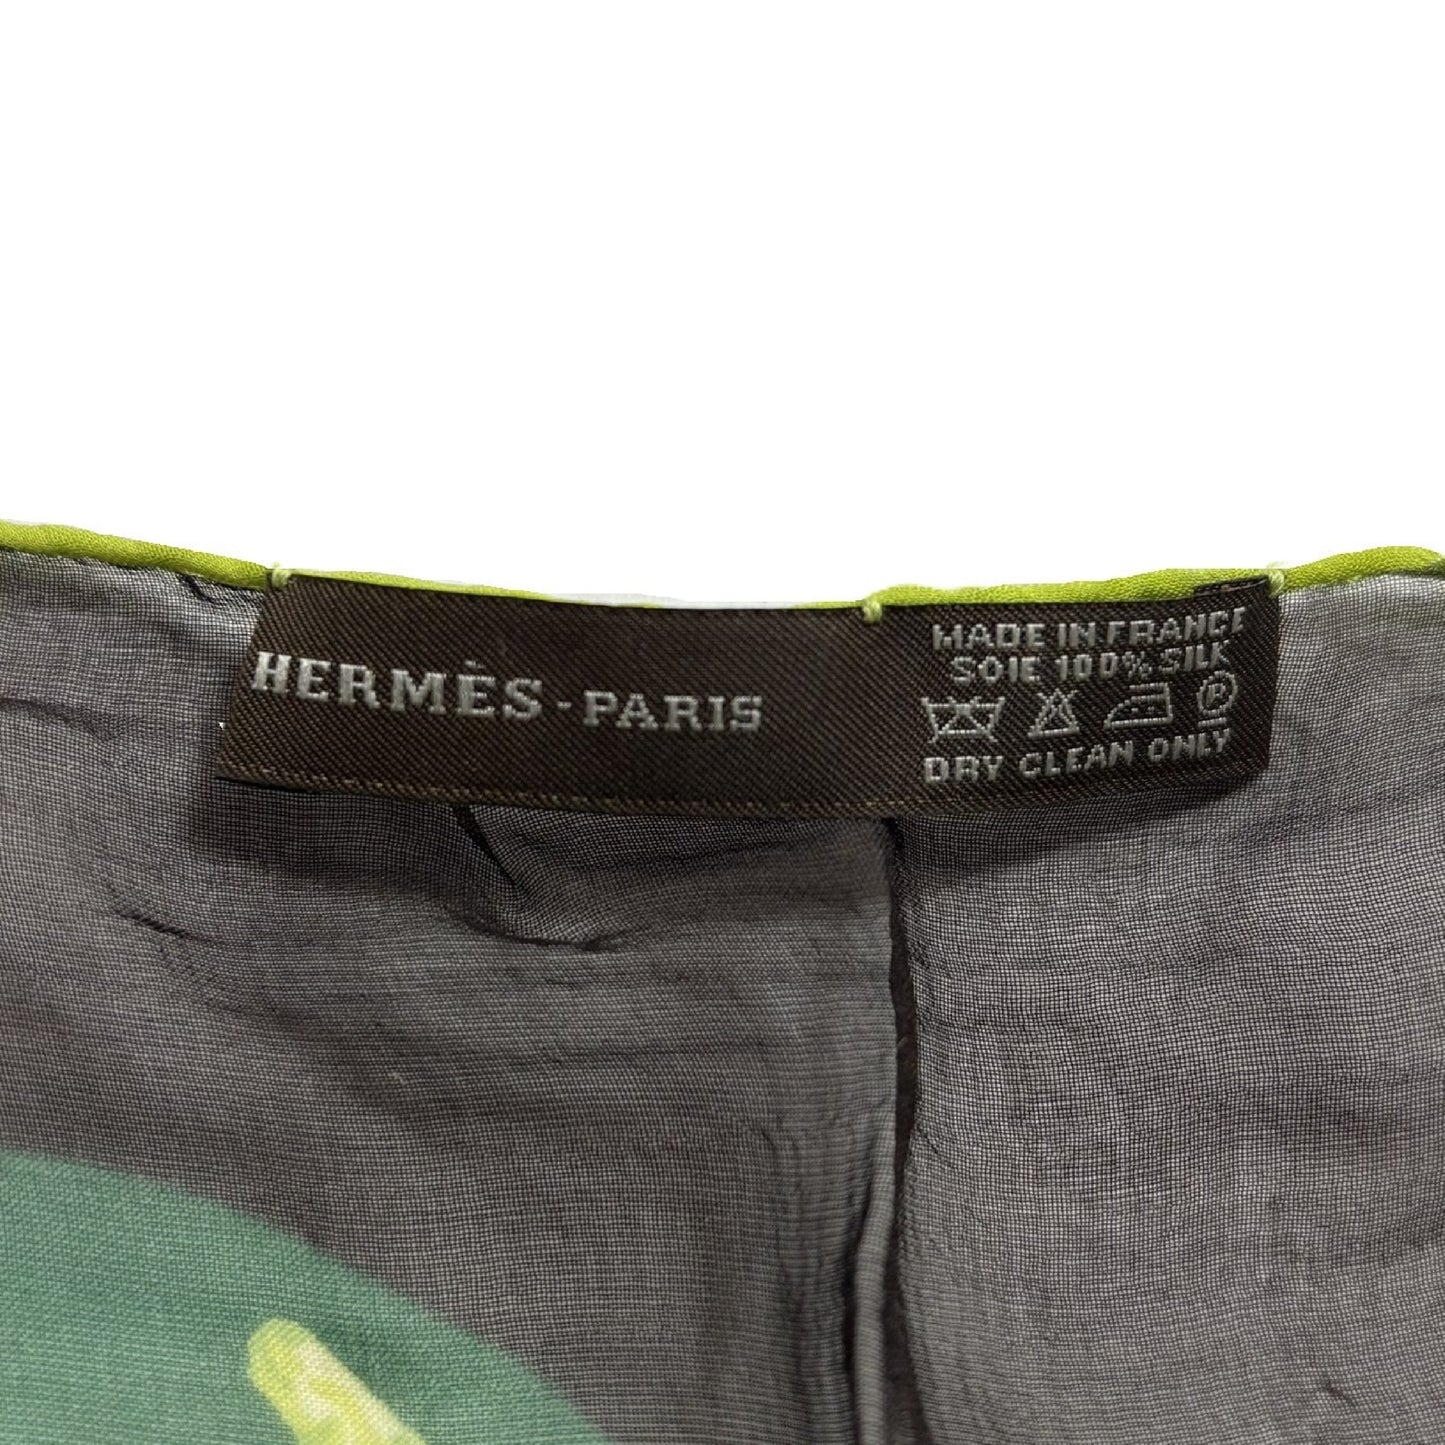 HERMÈS-PARIS
MADE IN FRANCE
SOIE 100% SILK
P
DRY CLEAN ONLY